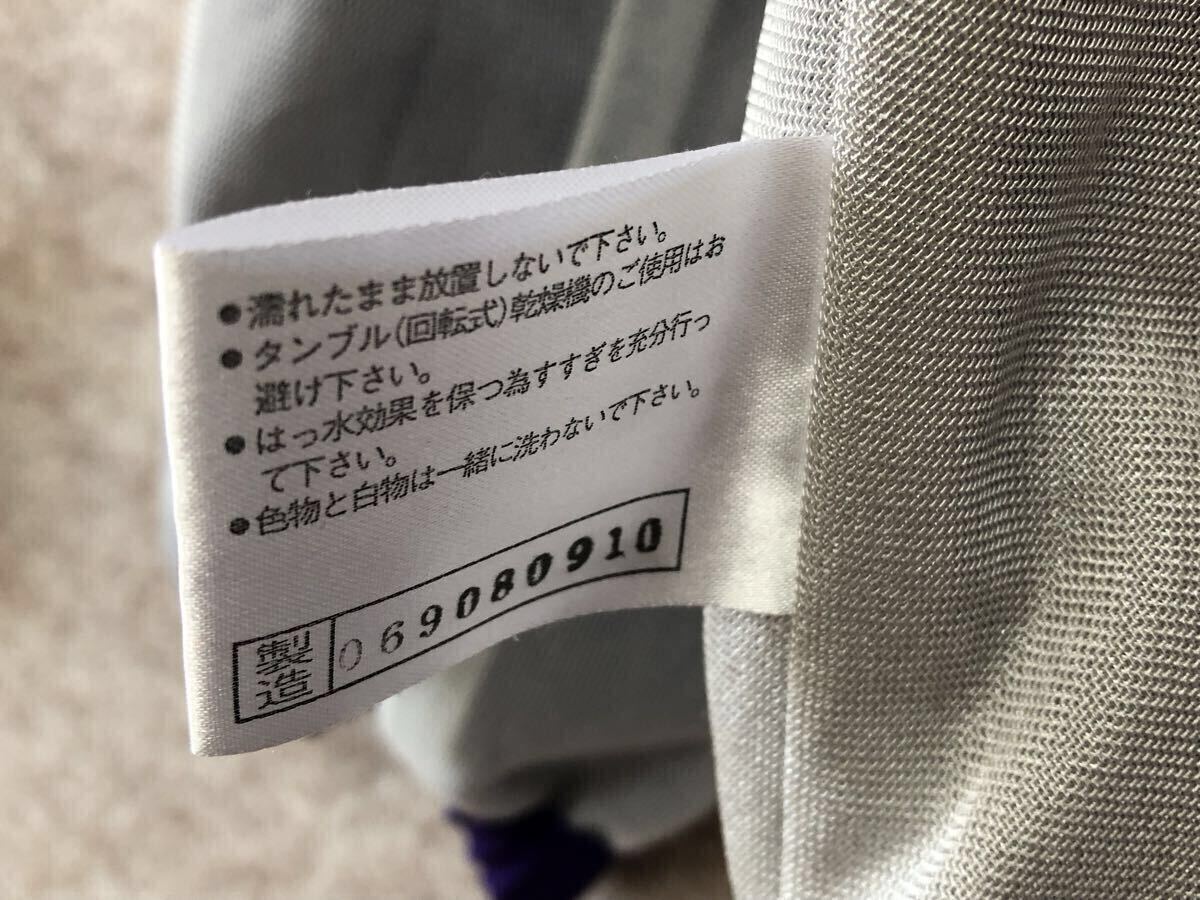 ●濡れたまま放置しないで下さい。
●タンブル(回転式)乾燥機のご使用はお
避け下さい。
●はっ水効果を保つ為すすぎを充分行っ
て下さい。
●色物と白物は一緒に洗わないで下さい。
製造 069080910